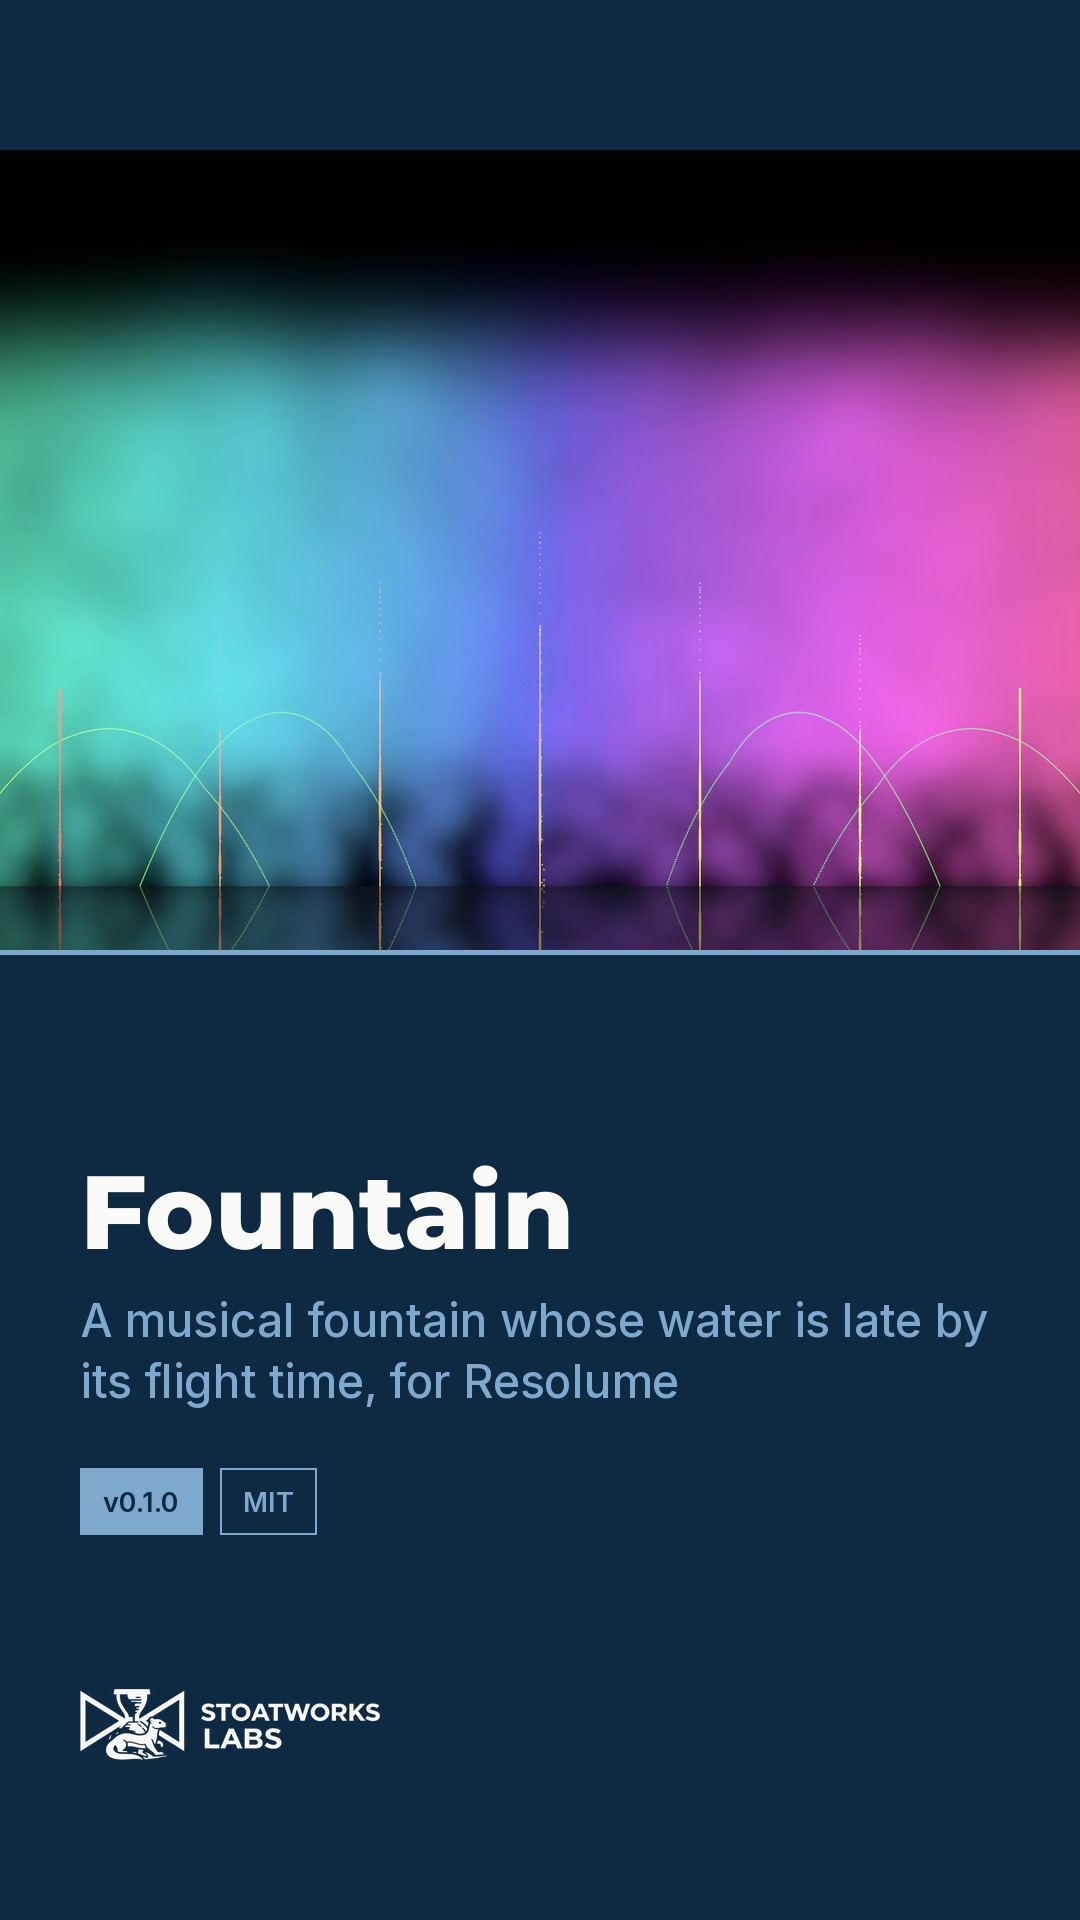 Fountain
A musical fountain whose water is late by
its flight time, for Resolume
v0.1.0
MIT
STOATWORKS
LABS